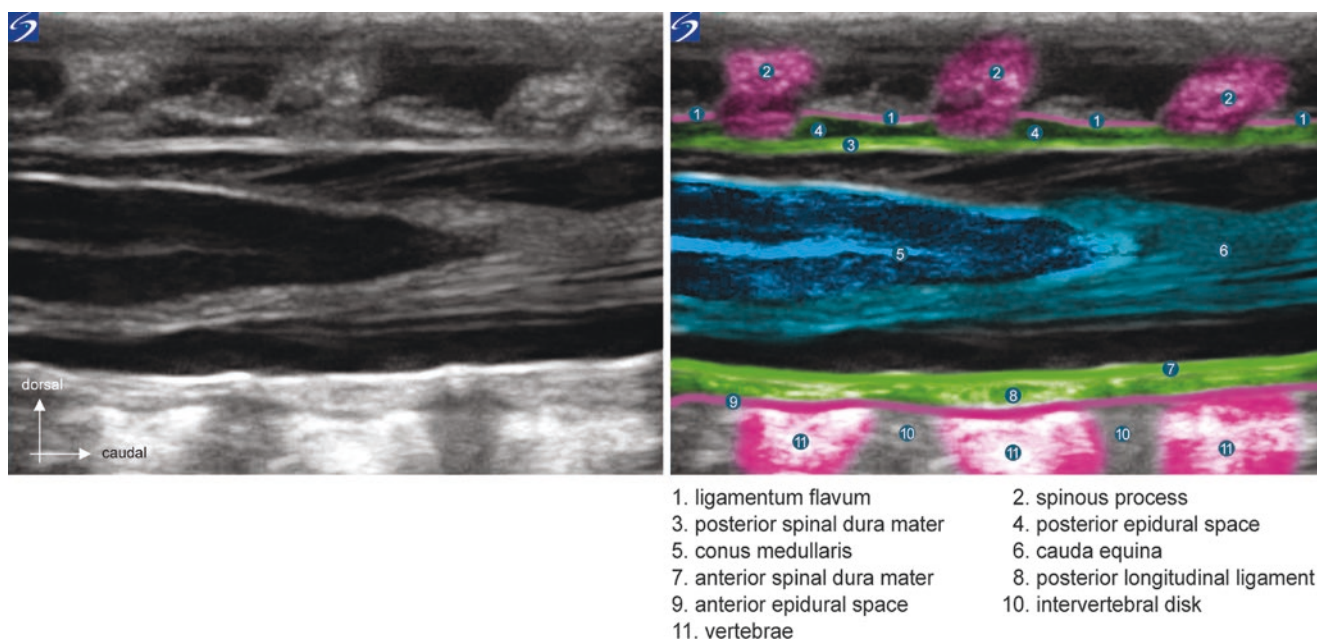 2
2
2
1
1
1
1
4
4
3
5
6
dorsal
7
8
9
caudal
11
10
11
10
11
1. ligamentum flavum 2. spinous process
3. posterior spinal dura mater 4. posterior epidural space
5. conus medullaris 6. cauda equina
7. anterior spinal dura mater 8. posterior longitudinal ligament
9. anterior epidural space 10. intervertebral disk
11. vertebrae